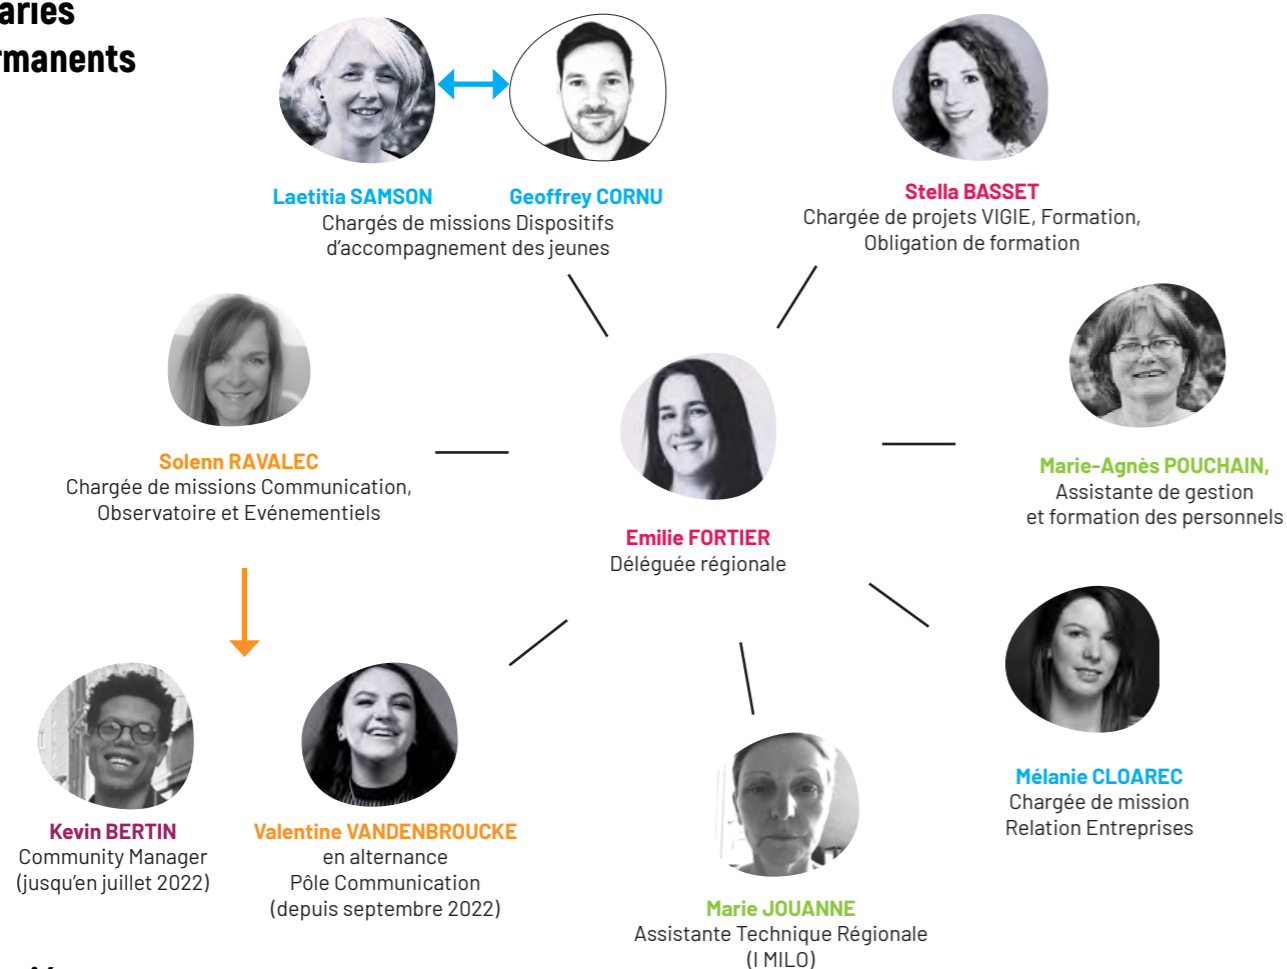 rmanents
Laetitia SAMSON
Geoffrey CORNU
Chargés de missions Dispositifs
d'accompagnement des jeunes
Stella BASSET
Chargée de projets VIGIE, Formation,
Obligation de formation
Solenn RAVALEC
Chargée de missions Communication,
Observatoire et Evénementiels
Emilie FORTIER
Déléguée régionale
Marie-Agnès POUCHAIN,
Assistante de gestion
et formation des personnels
Kevin BERTIN
Community Manager
(jusqu'en juillet 2022)
Valentine VANDENBROUCKE
en alternance
Pôle Communication
(depuis septembre 2022)
Marie JOUANNE
Assistante Technique Régionale
(I MILO)
Mélanie CLOAREC
Chargée de mission
Relation Entreprises